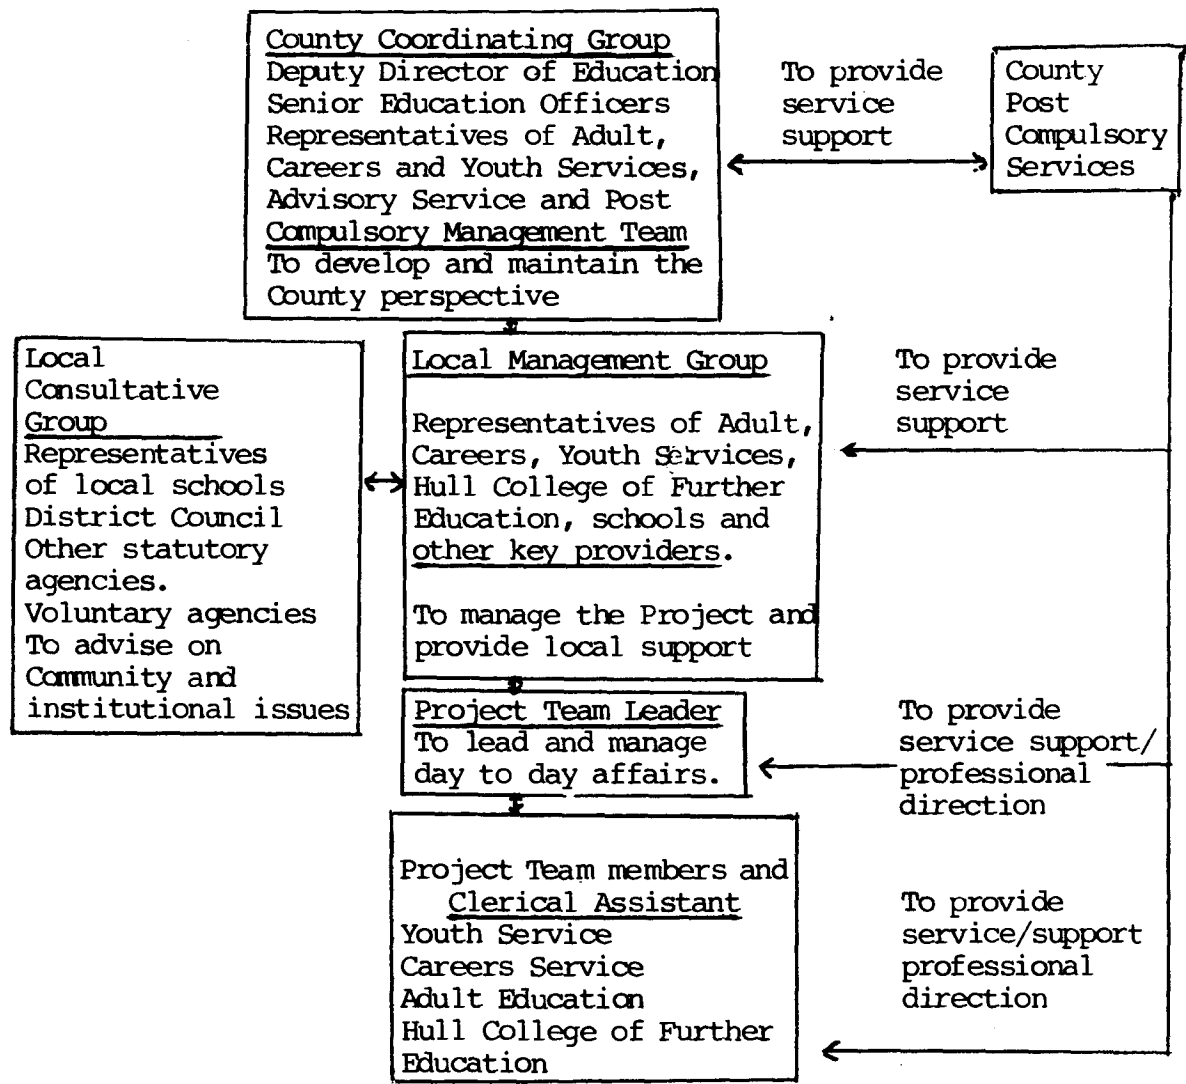 County Coordinating Group
Deputy Director of Education
Senior Education Officers
Representatives of Adult,
Careers and Youth Services,
Advisory Service and Post
Compulsory Management Team
To develop and maintain the
County perspective
To provide
service
support
County
Post
Compulsory
Services
Local
Consultative
Group
Representatives
of local schools
District Council
Other statutory
agencies.
Voluntary agencies
To advise on
Community and
institutional issues
Local Management Group
Representatives of Adult,
Careers, Youth Services,
Hull College of Further
Education, schools and
other key providers.
To manage the Project and
provide local support
To provide
service
support
Project Team Leader
To lead and manage
day to day affairs.
To provide
service support/
professional
direction
Project Team members and
Clerical Assistant
Youth Service
Careers Service
Adult Education
Hull College of Further
Education
To provide
service/support
professional
direction